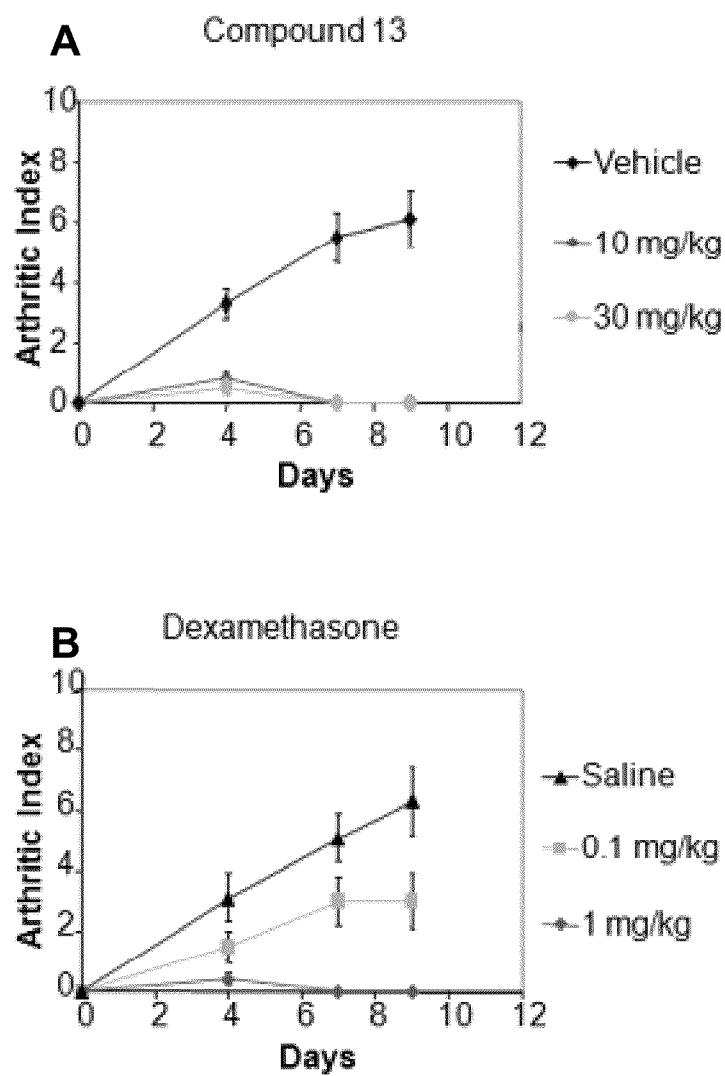 A
Compound 13
10
8
6
4
2
0
Arthritic Index
0 2 4 6 8 10 12
Days
Vehicle
10 mg/kg
30 mg/kg
B
Dexamethasone
10
8
6
4
2
0
Arthritic Index
0 2 4 6 8 10 12
Days
Saline
0.1 mg/kg
1 mg/kg